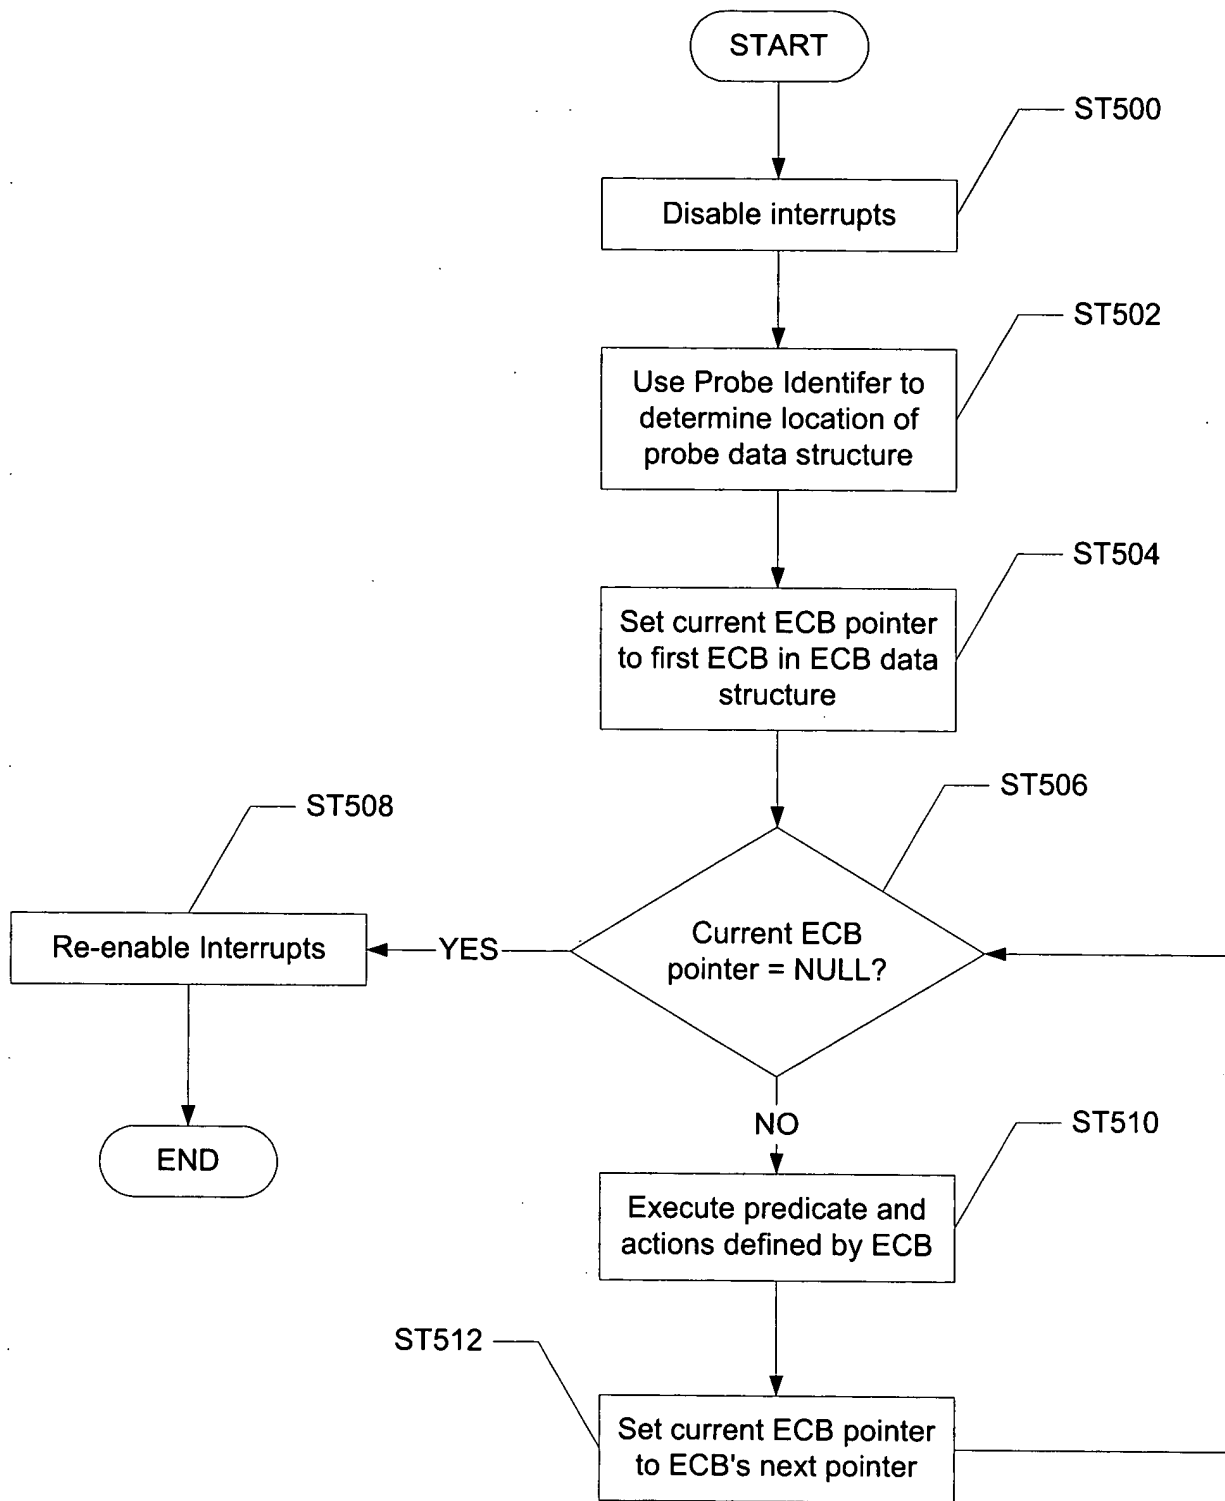 START
ST500
Disable interrupts
ST502
Use Probe Identifer to
determine location of
probe data structure
ST504
Set current ECB pointer
to first ECB in ECB data
structure
ST506
ST508
Current ECB
pointer = NULL?
YES
Re-enable Interrupts
NO
ST510
END
Execute predicate and
actions defined by ECB
ST512
Set current ECB pointer
to ECB's next pointer